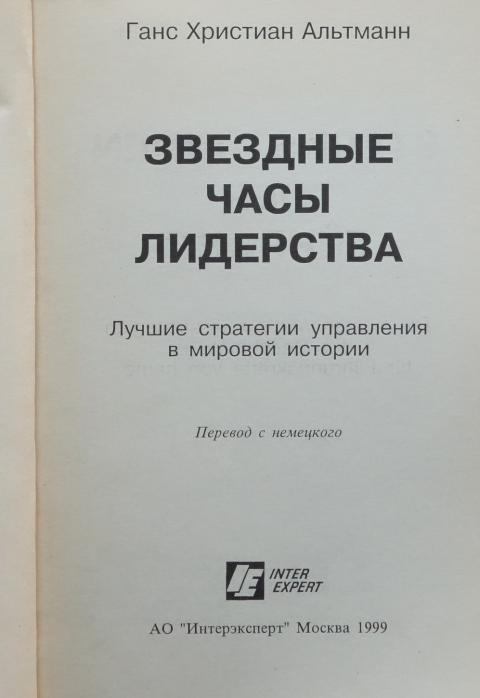 Ганс Христиан Альтманн
ЗВЕЗДНЫЕ
ЧАСЫ
ЛИДЕРСТВА
Лучшие стратегии управления
в мировой истории
Перевод с немецкого
IE INTER
EXPERT
АО "Интерэксперт" Москва 1999